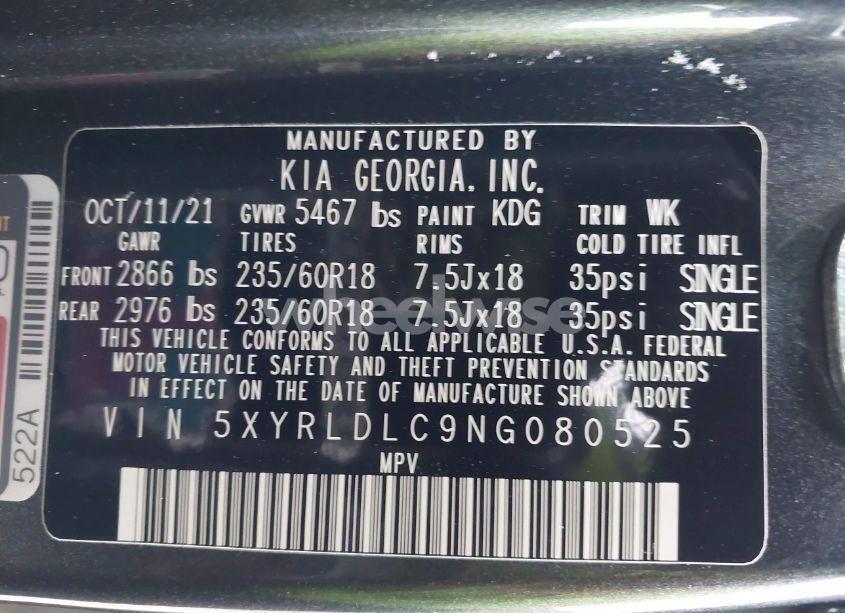 MANUFACTURED BY
KIA GEORGIA, INC.
OCT/11/21 GVWR 5467 lbs PAINT KDG TRIM WK
GAWR TIRES RIMS COLD TIRE INFL
FRONT 2866 lbs 235/60R18 7.5Jx18 35psi SINGLE
REAR 2976 lbs 235/60R18 7.5Jx18 35psi SINGLE
THIS VEHICLE CONFORMS TO ALL APPLICABLE U.S.A. FEDERAL
MOTOR VEHICLE SAFETY AND THEFT PREVENTION STANDARDS
IN EFFECT ON THE DATE OF MANUFACTURE SHOWN ABOVE
VIN 5XYRLDLC9NG080525
MPV
522A
wheelwise